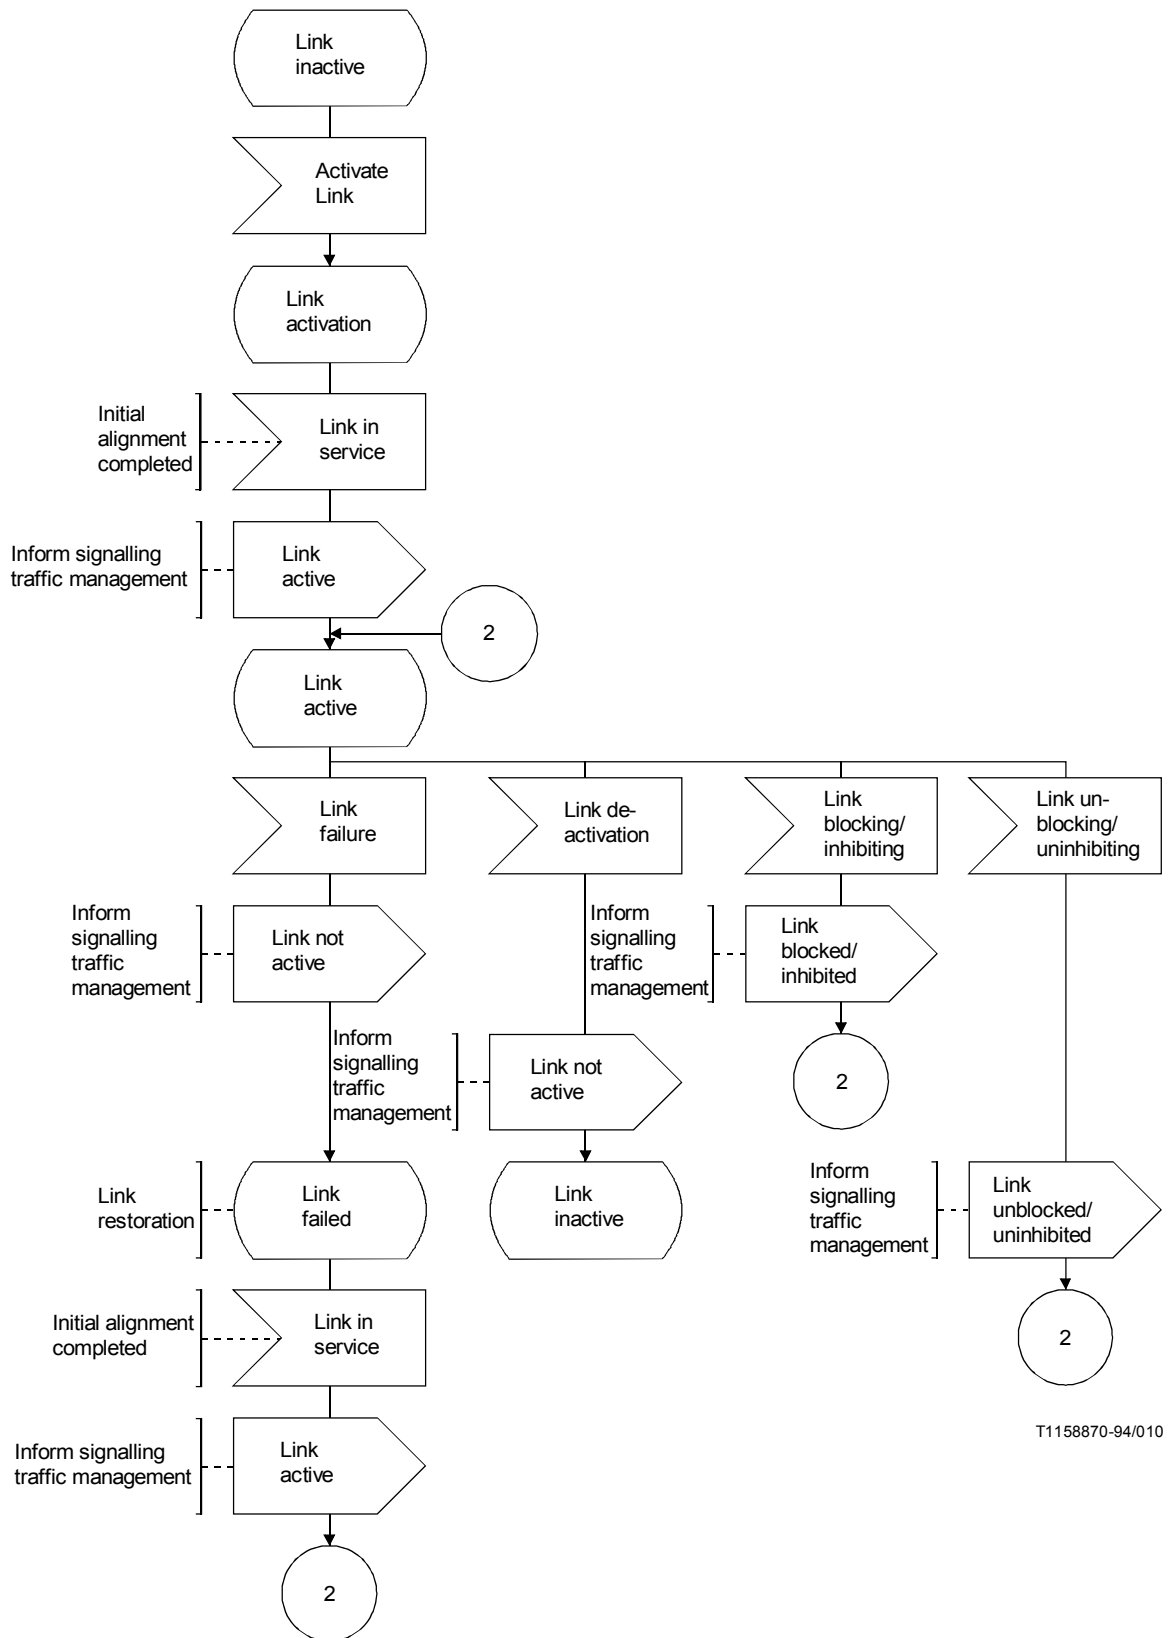 Link
inactive
Activate
Link
Link
activation
Initial
alignment
completed
Link in
service
Inform signalling
traffic management
Link
active
2
Link
active
Link
failure
Link de-
activation
Link
blocking/
inhibiting
Link un-
blocking/
uninhibiting
Inform
signalling
traffic
management
Link not
active
Inform
signalling
traffic
management
Link
blocked/
inhibited
Inform
signalling
traffic
management
Link not
active
2
Link
restoration
Link
failed
Link
inactive
Inform
signalling
traffic
management
Link
unblocked/
uninhibited
Initial alignment
completed
Link in
service
2
T1158870-94/010
Inform signalling
traffic management
Link
active
2